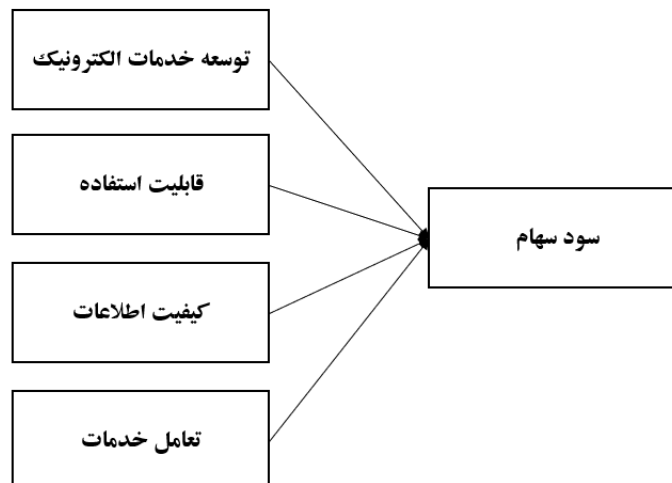 توسعه خدمات الکترونیک
قابلیت استفاده
سود سهام
کیفیت اطلاعات
تعامل خدمات